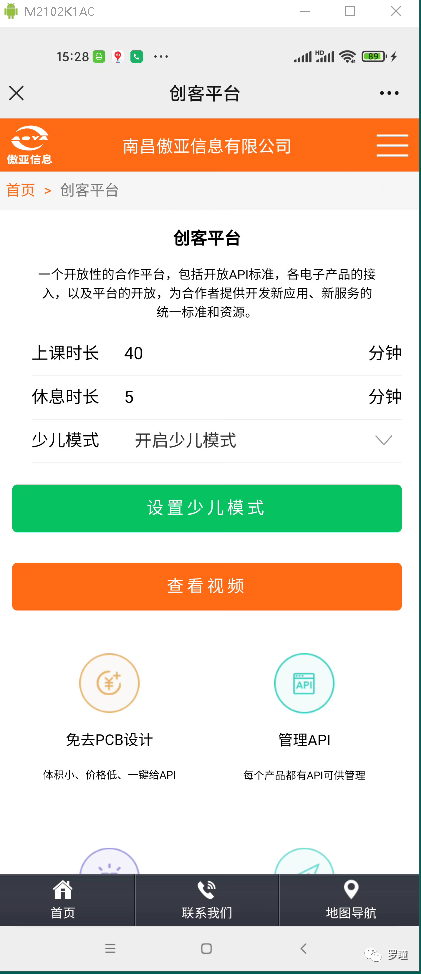 M2102K1AC
15:28
HD
89
创客平台
AOYA
傲亚信息
南昌傲亚信息有限公司
首页 > 创客平台
创客平台
一个开放性的合作平台，包括开放API标准，各电子产品的接
入，以及平台的开放，为合作者提供开发新应用、新服务的
统一标准和资源。
上课时长 40 分钟
休息时长 5 分钟
少儿模式 开启少儿模式
设置少儿模式
查看视频
API
免去PCB设计 管理API
体积小、价格低、一键给API 每个产品都有API可供管理
首页 联系我们 地图导航
罗璇